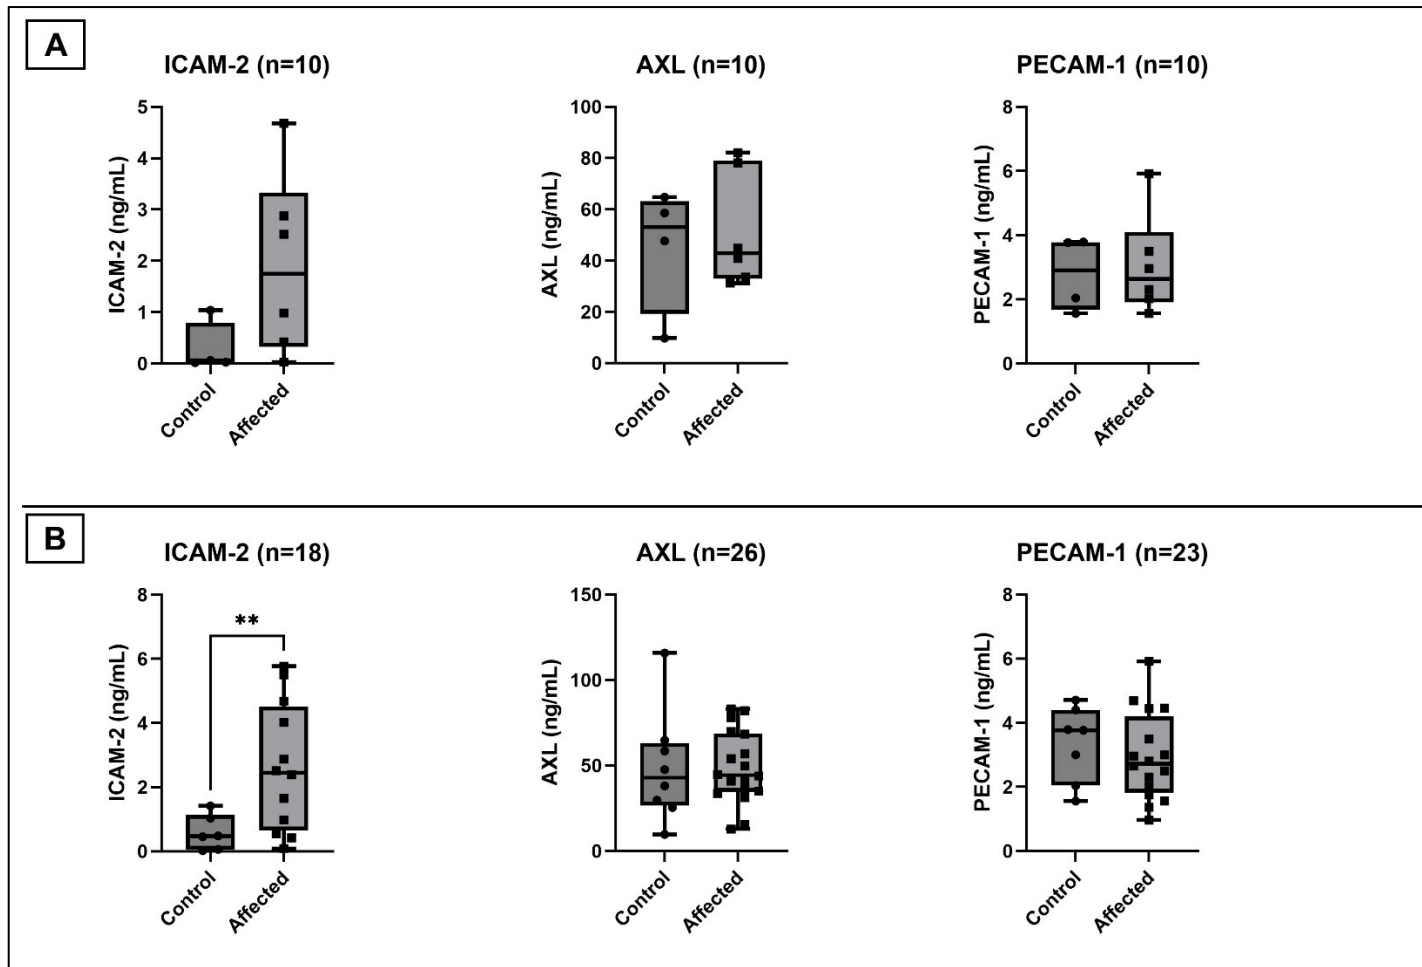 A
ICAM-2 (n=10)
AXL (n=10)
PECAM-1 (n=10)
ICAM-2 (ng/mL)
5
4
3
2
1
0
Control
Affected
AXL (ng/mL)
100
80
60
40
20
0
Control
Affected
PECAM-1 (ng/mL)
8
6
4
2
0
Control
Affected
B
ICAM-2 (n=18)
AXL (n=26)
PECAM-1 (n=23)
ICAM-2 (ng/mL)
8
6
4
2
0
**
Control
Affected
AXL (ng/mL)
150
100
50
0
Control
Affected
PECAM-1 (ng/mL)
8
6
4
2
0
Control
Affected